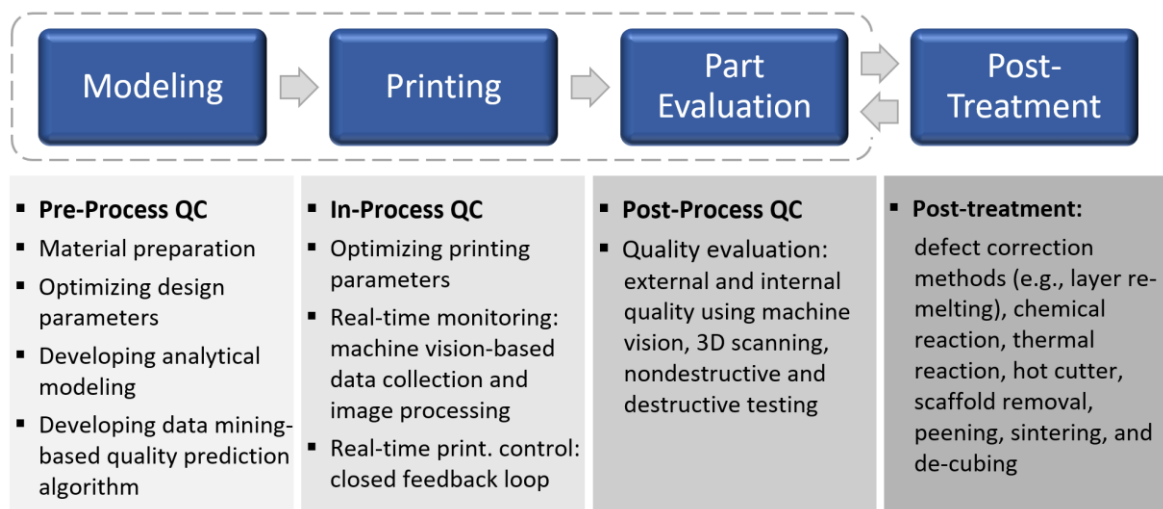 Modeling
Printing
Part
Evaluation
Post-
Treatment
▪ Pre-Process QC
▪ Material preparation
▪ Optimizing design
parameters
▪ Developing analytical
modeling
▪ Developing data mining-
based quality prediction
algorithm
▪ In-Process QC
▪ Optimizing printing
parameters
▪ Real-time monitoring:
machine vision-based
data collection and
image processing
▪ Real-time print. control:
closed feedback loop
▪ Post-Process QC
▪ Quality evaluation:
external and internal
quality using machine
vision, 3D scanning,
nondestructive and
destructive testing
▪ Post-treatment:
defect correction
methods (e.g., layer re-
melting), chemical
reaction, thermal
reaction, hot cutter,
scaffold removal,
peening, sintering, and
de-cubing